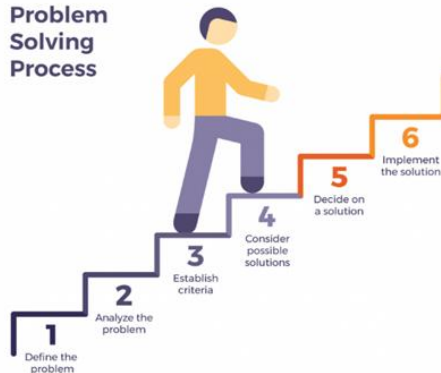 Problem
Solving
Process
1
Define the
problem
2
Analyze the
problem
3
Establish
criteria
4
Consider
possible
solutions
5
Decide on
a solution
6
Implement
the solution